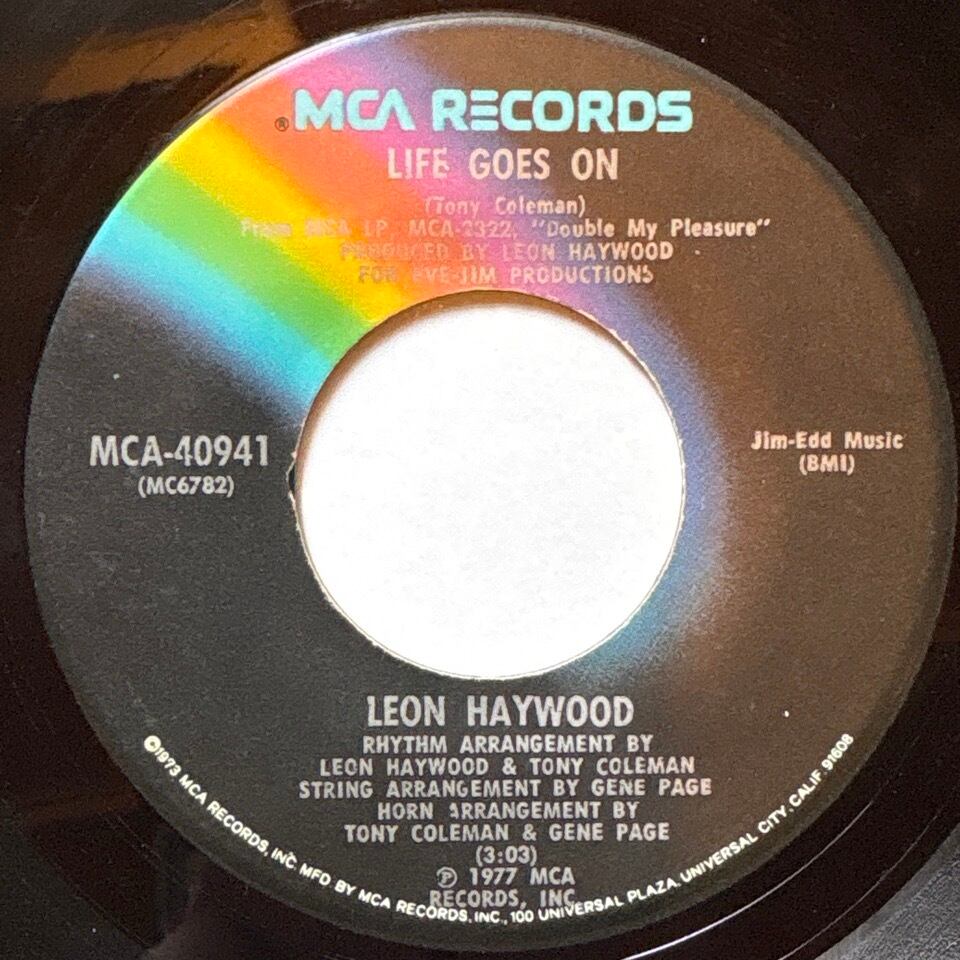 ® MCA RECORDS
LIFE GOES ON
(Tony Coleman)
From MCA LP, MCA-2322, "Double My Pleasure"
PRODUCED BY LEON HAYWOOD
FOR EVE-JIM PRODUCTIONS
MCA-40941
(MC6782)
Jim-Edd Music
(BMI)
LEON HAYWOOD
RHYTHM ARRANGEMENT BY
LEON HAYWOOD & TONY COLEMAN
STRING ARRANGEMENT BY GENE PAGE
HORN ARRANGEMENT BY
TONY COLEMAN & GENE PAGE
(3:03)
℗ 1977 MCA
RECORDS, INC.
©1973 MCA RECORDS, INC. MFD. BY MCA RECORDS, INC., 100 UNIVERSAL PLAZA, UNIVERSAL CITY, CALIF. 91608